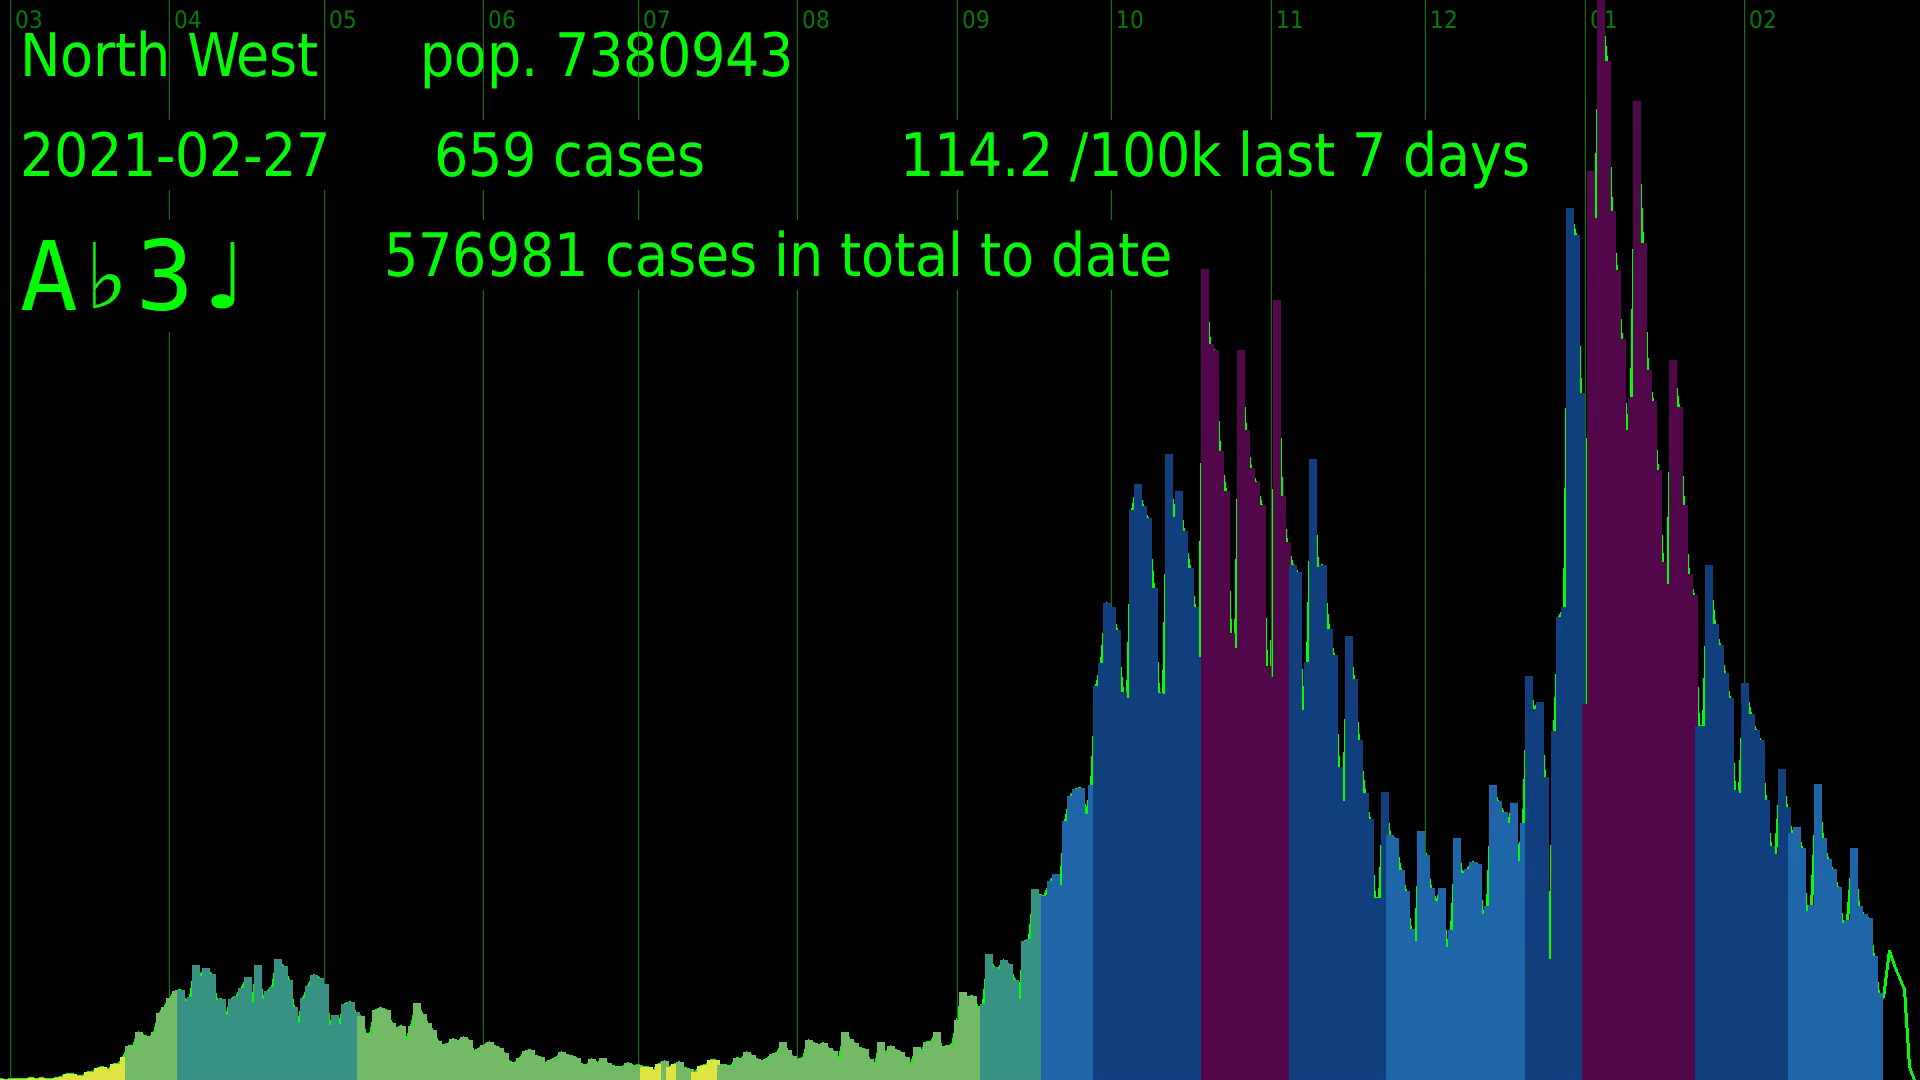 03 04 05 06 07 08 09 10 11 12 01 02
North West pop. 7380943
2021-02-27 659 cases 114.2 /100k last 7 days
A♭3♩ 576981 cases in total to date